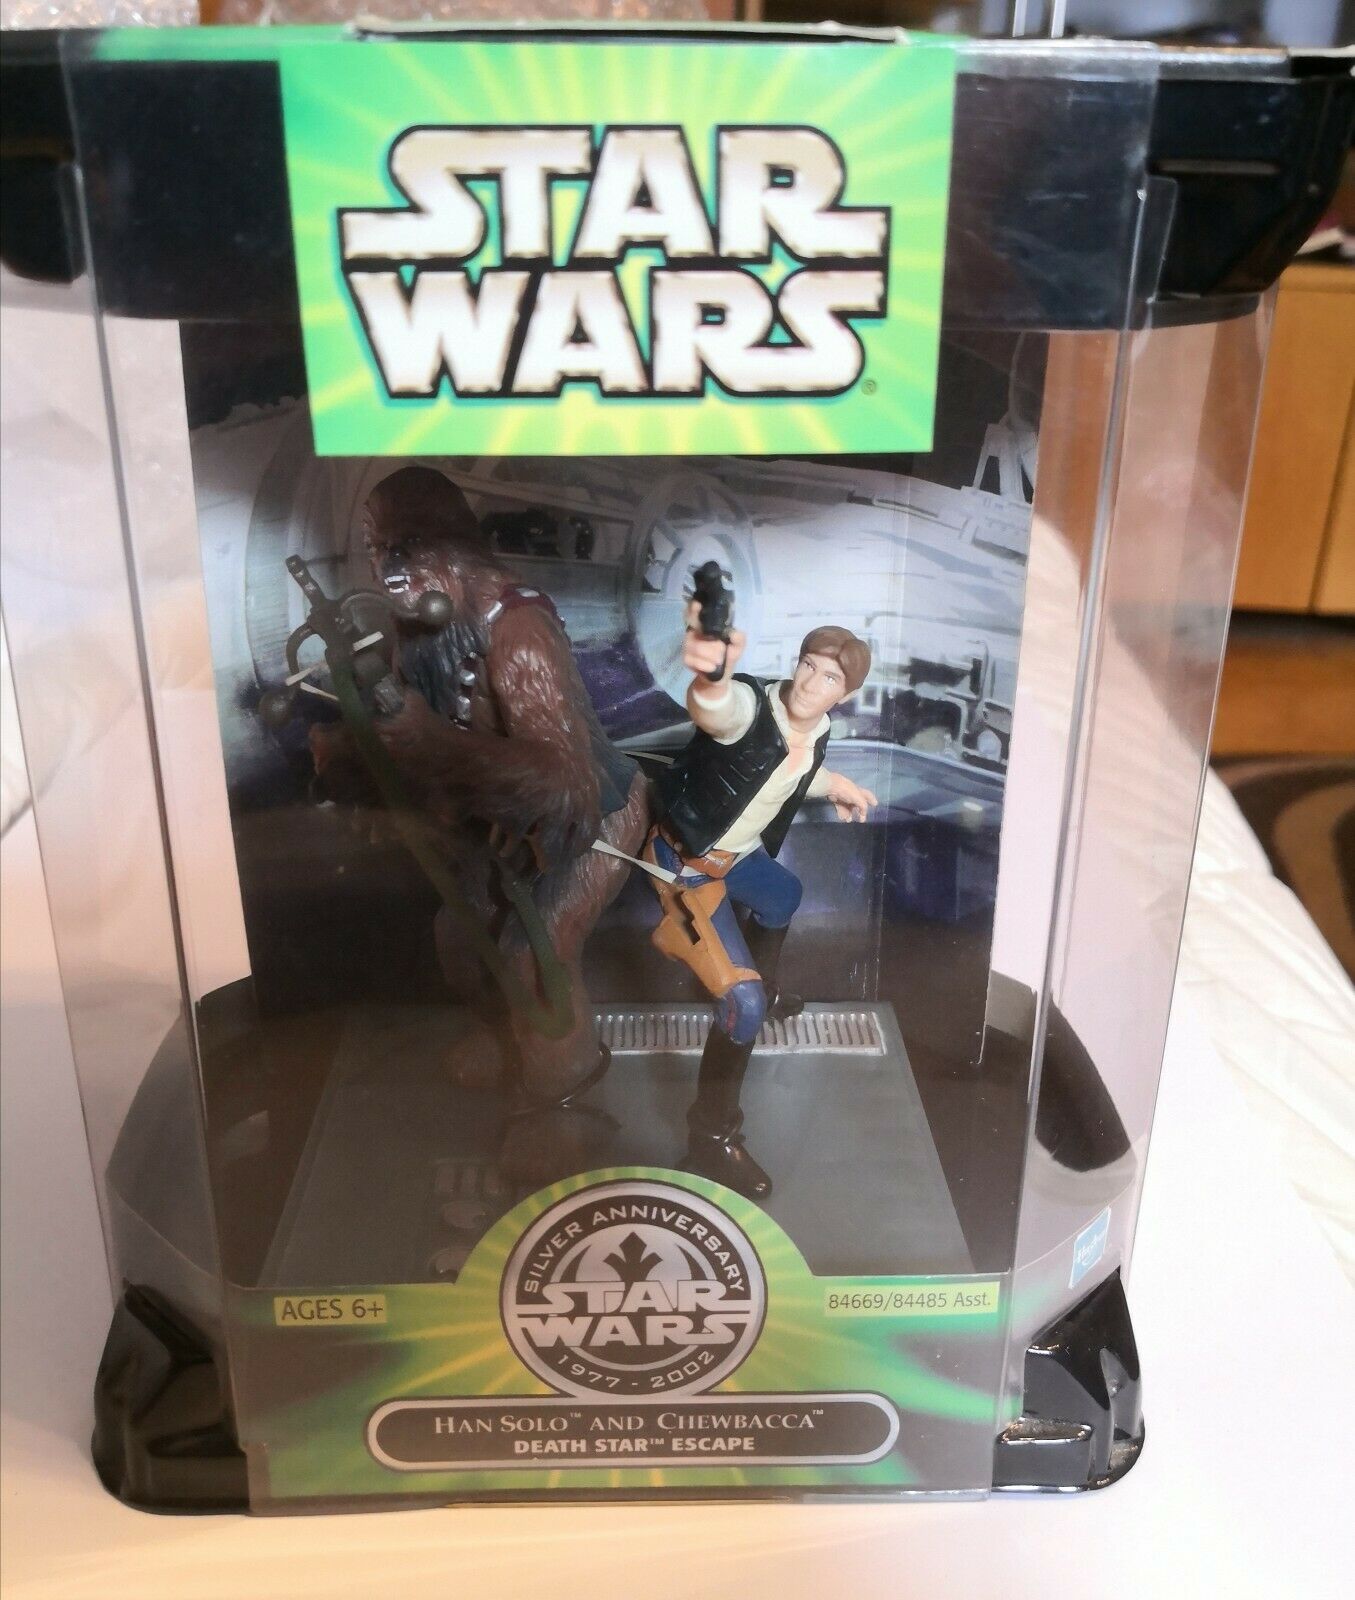 STAR
WARS®
SILVER ANNIVERSARY
STAR
WARS
1977 - 2002
AGES 6+
84669/84485 Asst.
Hasbro
HAN SOLO™ AND CHEWBACCA™
DEATH STAR™ ESCAPE